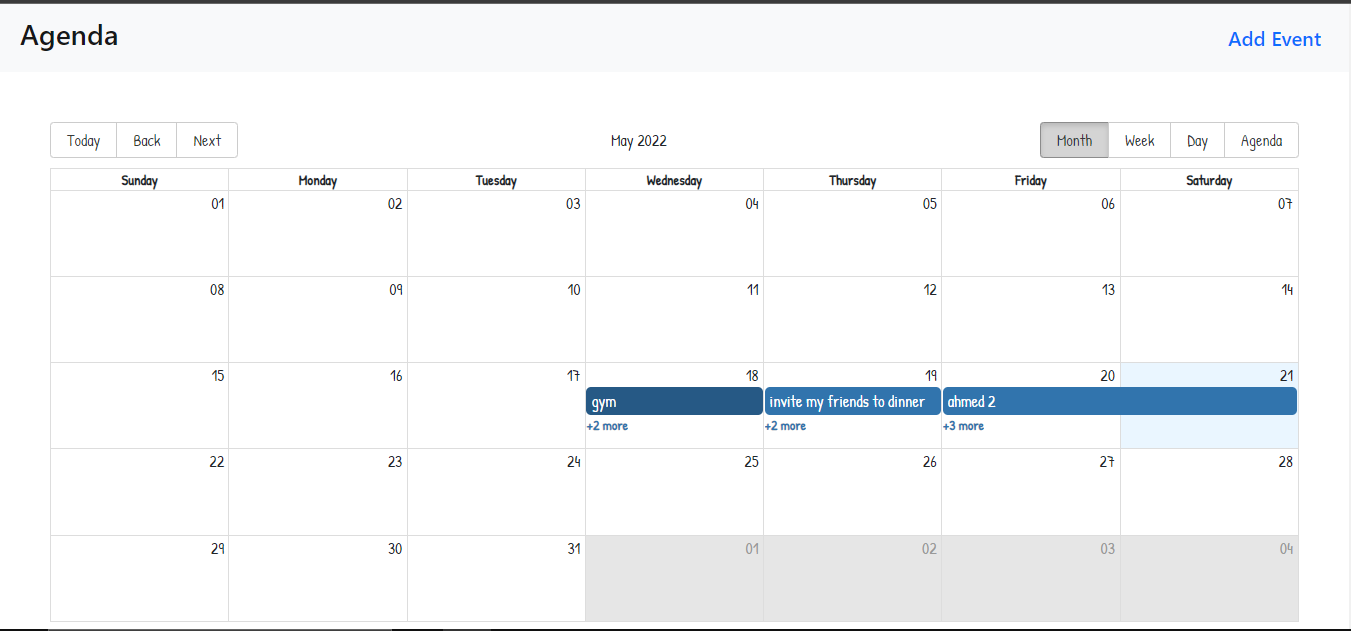 Agenda
Add Event
Today Back Next
May 2022
Month Week Day Agenda
Sunday Monday Tuesday Wednesday Thursday Friday Saturday
01 02 03 04 05 06 07
08 09 10 11 12 13 14
15 16 17 18 19 20 21
gym invite my friends to dinner ahmed 2
+2 more +2 more +3 more
22 23 24 25 26 27 28
29 30 31 01 02 03 04